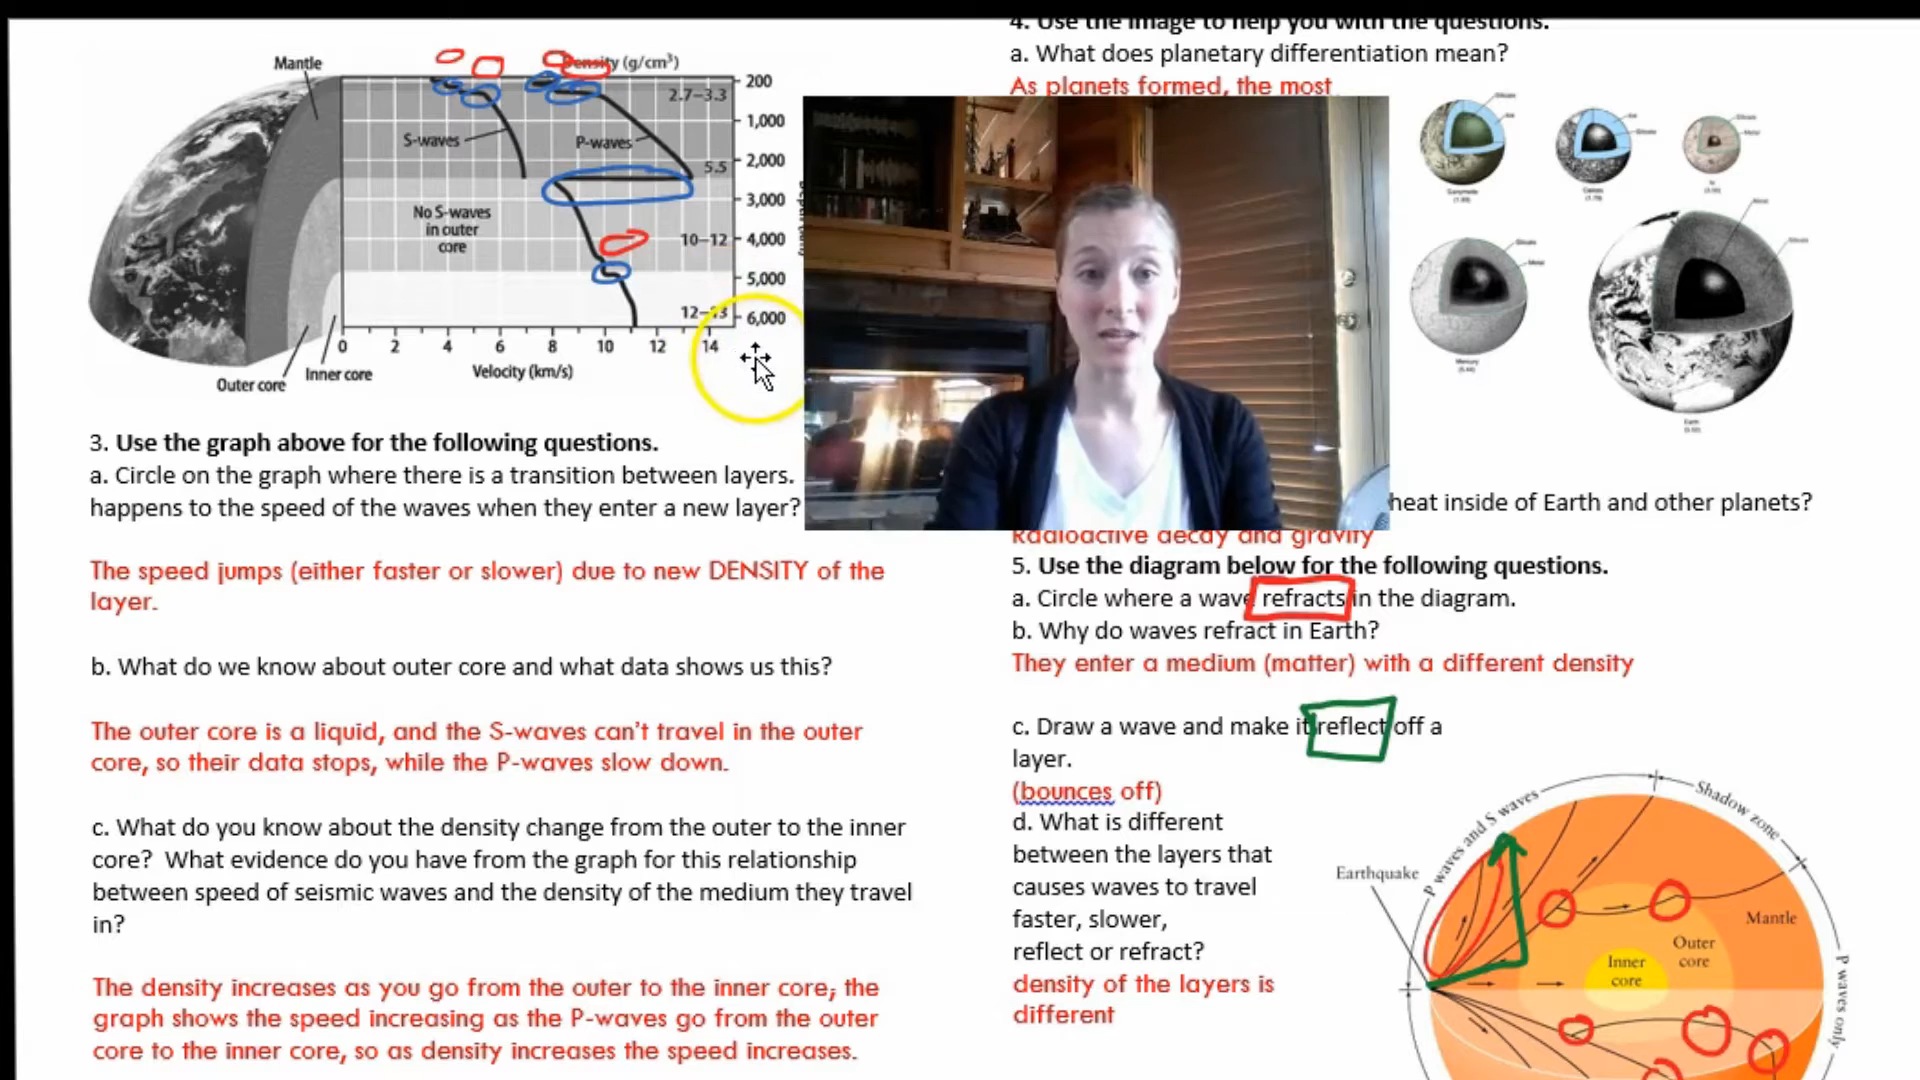 Mantle
Density (g/cm³)
200
2.7–3.3
1,000
S-waves
P-waves
2,000
5.5
3,000
No S-waves
in outer
core
10–12
4,000
5,000
12–13
6,000
0 2 4 6 8 10 12 14
Velocity (km/s)
Outer core
Inner core
3. Use the graph above for the following questions.
a. Circle on the graph where there is a transition between layers.
happens to the speed of the waves when they enter a new layer?
The speed jumps (either faster or slower) due to new DENSITY of the
layer.
b. What do we know about outer core and what data shows us this?
The outer core is a liquid, and the S-waves can't travel in the outer
core, so their data stops, while the P-waves slow down.
c. What do you know about the density change from the outer to the inner
core? What evidence do you have from the graph for this relationship
between speed of seismic waves and the density of the medium they travel
in?
The density increases as you go from the outer to the inner core; the
graph shows the speed increasing as the P-waves go from the outer
core to the inner core, so as density increases the speed increases.
4. Use the image to help you with the questions.
a. What does planetary differentiation mean?
As planets formed, the most
Ganymede
Mercury
Earth
heat inside of Earth and other planets?
Radioactive decay and gravity
5. Use the diagram below for the following questions.
a. Circle where a wave refracts in the diagram.
b. Why do waves refract in Earth?
They enter a medium (matter) with a different density
c. Draw a wave and make it reflect off a
layer.
(bounces off)
d. What is different
between the layers that
causes waves to travel
faster, slower,
reflect or refract?
density of the layers is
different
Earthquake
P waves and S waves
Shadow zone
Mantle
Outer
core
Inner
core
P waves only